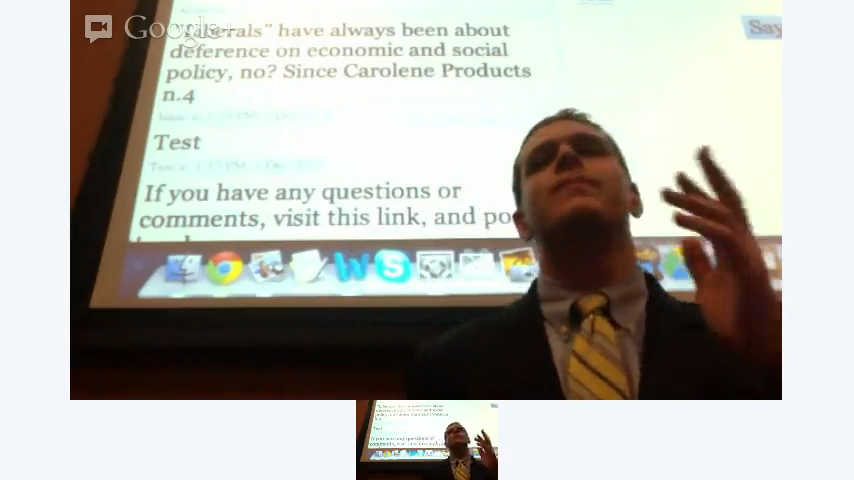 Google+
"Liberals" have always been about
deference on economic and social
policy, no? Since Carolene Products
n.4
Say
Test
If you have any questions or
comments, visit this link, and po